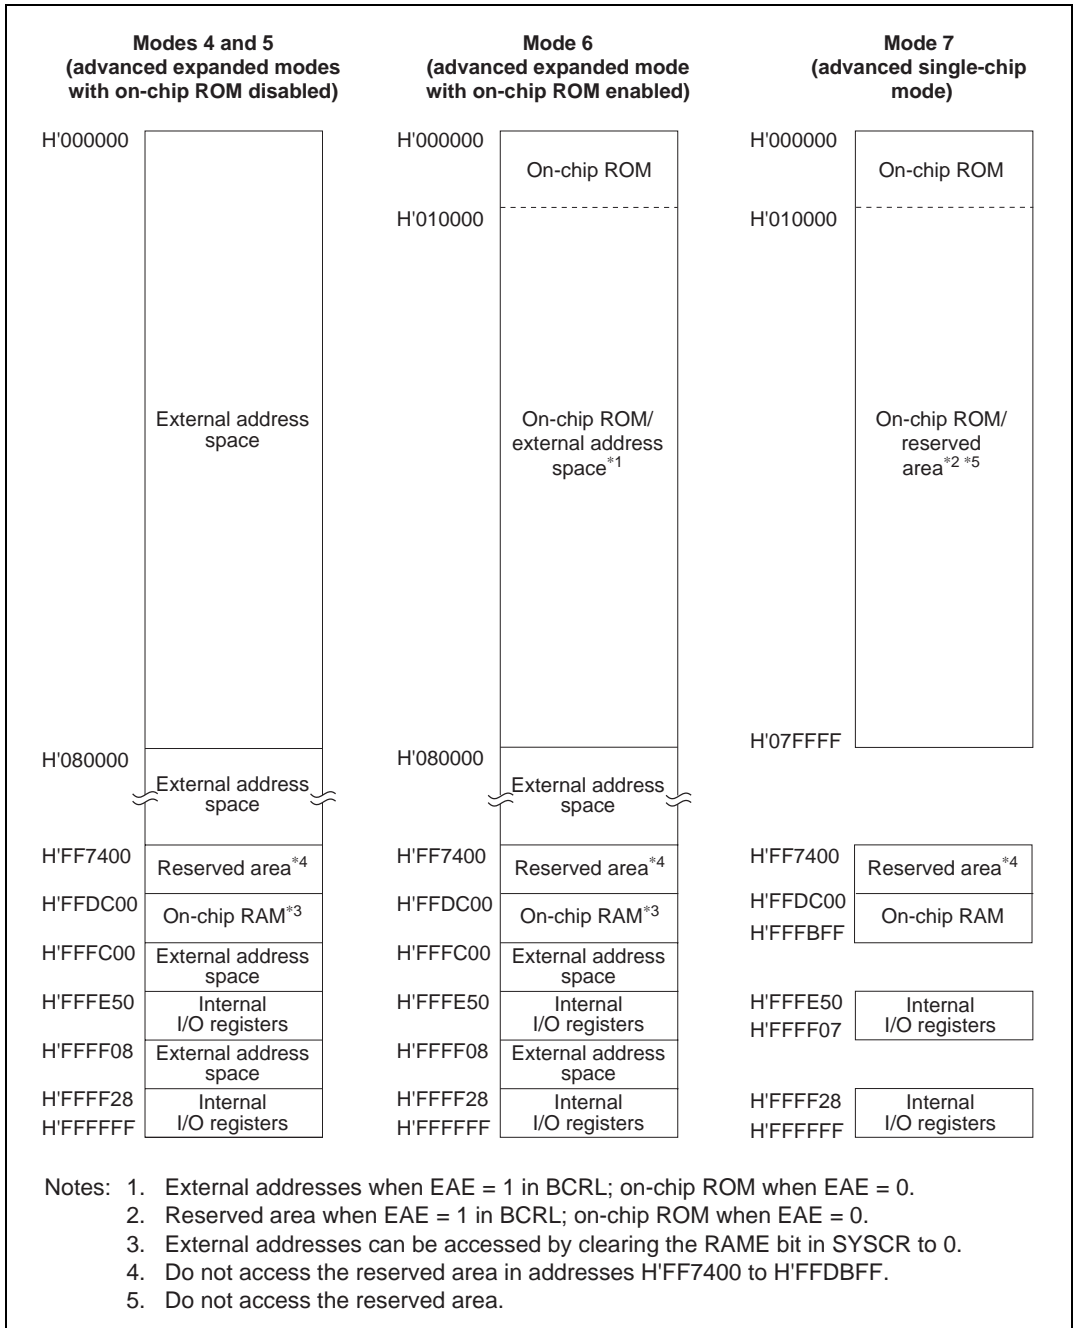 Modes 4 and 5
(advanced expanded modes
with on-chip ROM disabled)
H'000000
External address
space
H'080000
External address
space
H'FF7400
Reserved area*4
H'FFDC00
On-chip RAM*3
H'FFFC00
External address
space
H'FFFE50
Internal
I/O registers
H'FFFF08
External address
space
H'FFFF28
Internal
I/O registers
H'FFFFFF
Mode 6
(advanced expanded mode
with on-chip ROM enabled)
H'000000
On-chip ROM
H'010000
On-chip ROM/
external address
space*1
H'080000
External address
space
H'FF7400
Reserved area*4
H'FFDC00
On-chip RAM*3
H'FFFC00
External address
space
H'FFFE50
Internal
I/O registers
H'FFFF08
External address
space
H'FFFF28
Internal
I/O registers
H'FFFFFF
Mode 7
(advanced single-chip
mode)
H'000000
On-chip ROM
H'010000
On-chip ROM/
reserved
area*2 *5
H'07FFFF
H'FF7400
Reserved area*4
H'FFDC00
On-chip RAM
H'FFFBFF
H'FFFE50
Internal
I/O registers
H'FFFF07
H'FFFF28
Internal
I/O registers
H'FFFFFF
Notes: 1. External addresses when EAE = 1 in BCRL; on-chip ROM when EAE = 0.
2. Reserved area when EAE = 1 in BCRL; on-chip ROM when EAE = 0.
3. External addresses can be accessed by clearing the RAME bit in SYSCR to 0.
4. Do not access the reserved area in addresses H'FF7400 to H'FFDBFF.
5. Do not access the reserved area.